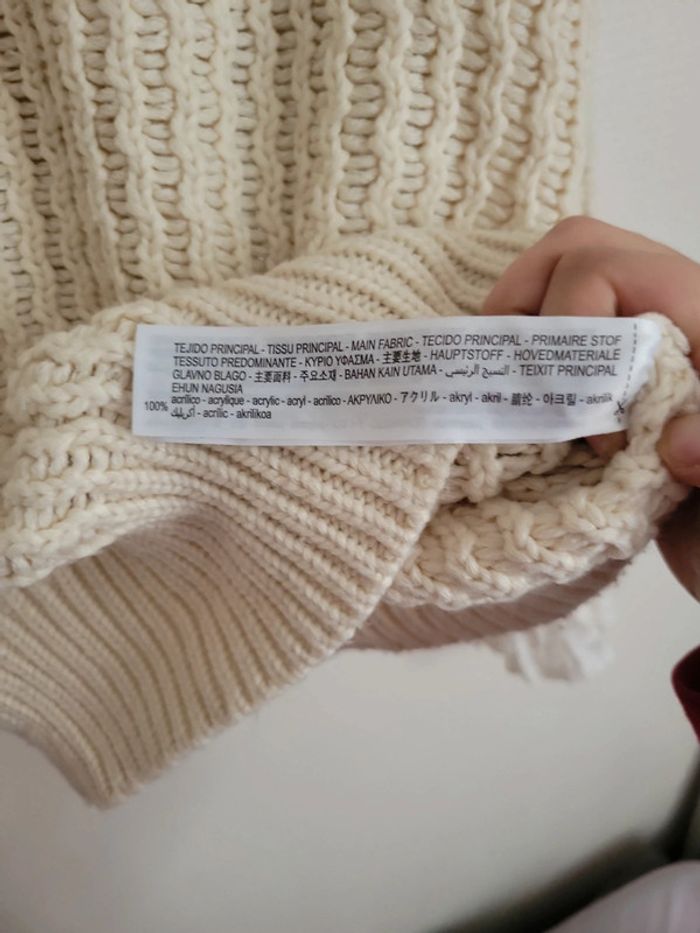 TEJIDO PRINCIPAL - TISSU PRINCIPAL - MAIN FABRIC - TECIDO PRINCIPAL - PRIMAIRE STOF
TESSUTO PREDOMINANTE - ΚΥΡΙΟ ΥΦΑΣΜΑ - 主要生地 - HAUPTSTOFF - HOVEDMATERIALE
GLAVNO BLAGO - 主要面料 - 주요소재 - BAHAN KAIN UTAMA - النسيج الرئيسي - TEIXIT PRINCIPAL
EHUN NAGUSIA
100% acrílico - acrylique - acrylic - acryl - acrilico - ΑΚΡΥΛΙΚΟ - アクリル - akryl - akril - 腈纶 - 아크릴 - akrilik
أكريليك - acrílic - akrilikoa